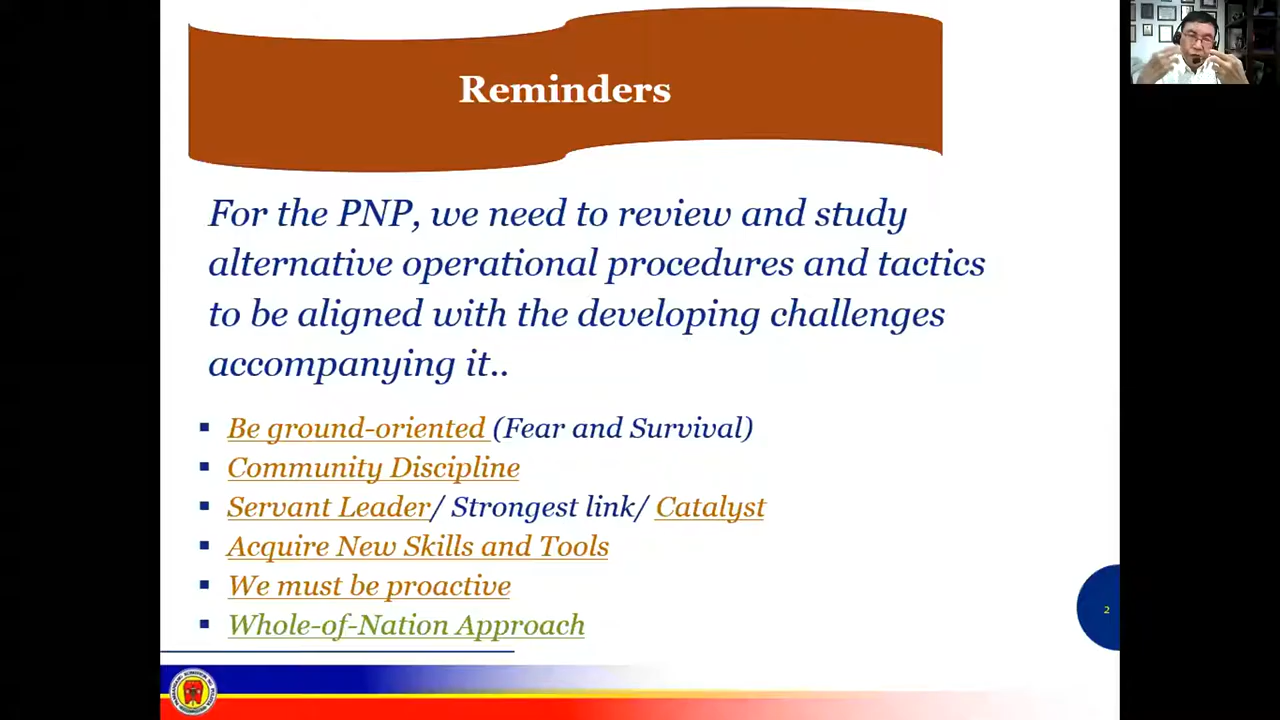 Reminders
For the PNP, we need to review and study
alternative operational procedures and tactics
to be aligned with the developing challenges
accompanying it..
▪ Be ground-oriented (Fear and Survival)
▪ Community Discipline
▪ Servant Leader/ Strongest link/ Catalyst
▪ Acquire New Skills and Tools
▪ We must be proactive
▪ Whole-of-Nation Approach
2